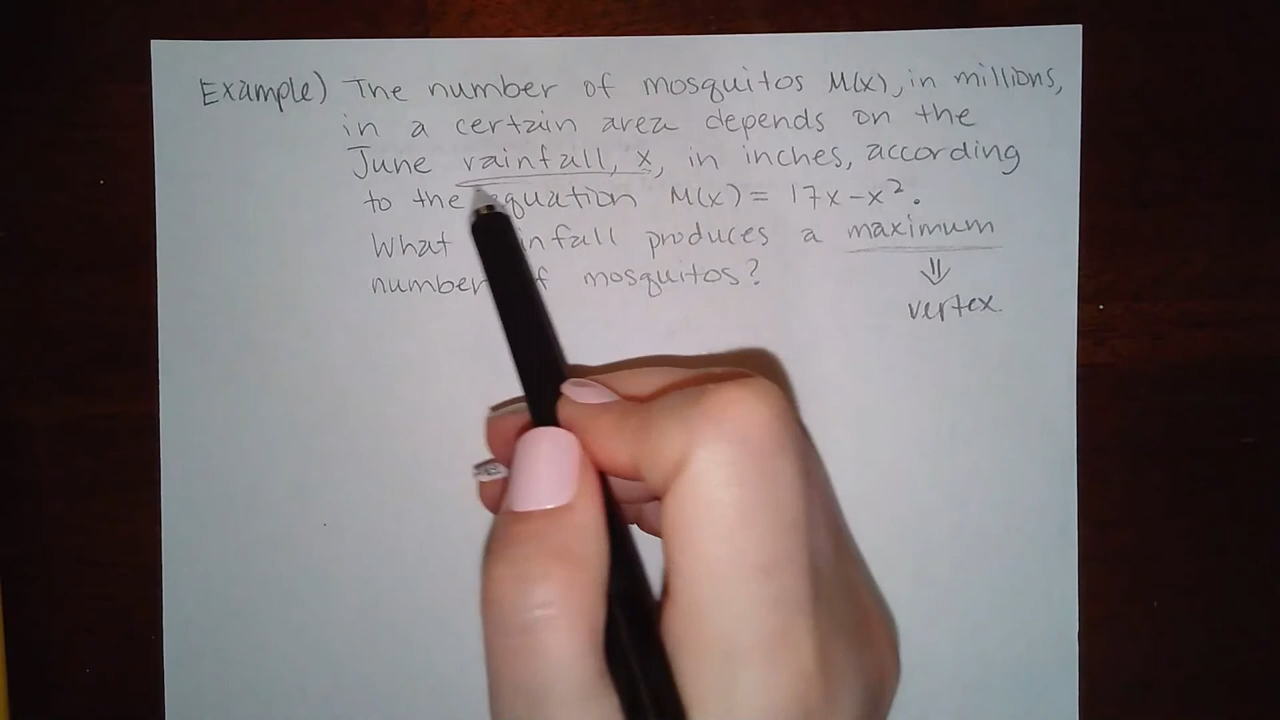 Example) The number of mosquitos M(x), in millions,
in a certain area depends on the
June rainfall, x, in inches, according
to the equation M(x) = 17x - x².
What infall produces a maximum
number of mosquitos?
⇓
vertex.